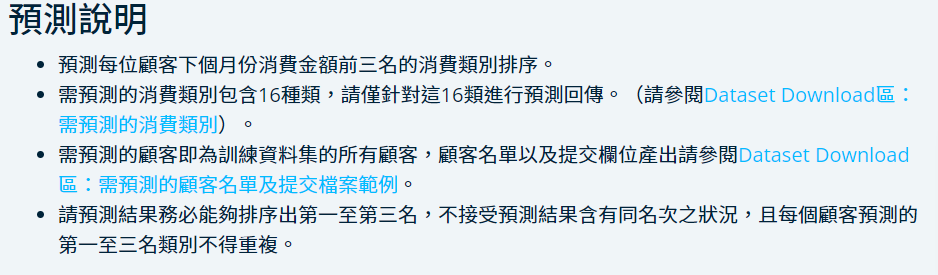 預測說明
預測每位顧客下個月份消費金額前三名的消費類別排序。
需預測的消費類別包含16種類，請僅針對這16類進行預測回傳。（請參閱Dataset Download區：
需預測的消費類別）。
需預測的顧客即為訓練資料集的所有顧客，顧客名單以及提交欄位產出請參閱Dataset Download
區：需預測的顧客名單及提交檔案範例。
請預測結果務必能夠排序出第一至第三名，不接受預測結果含有同名次之狀況，且每個顧客預測的
第一至三名類別不得重複。